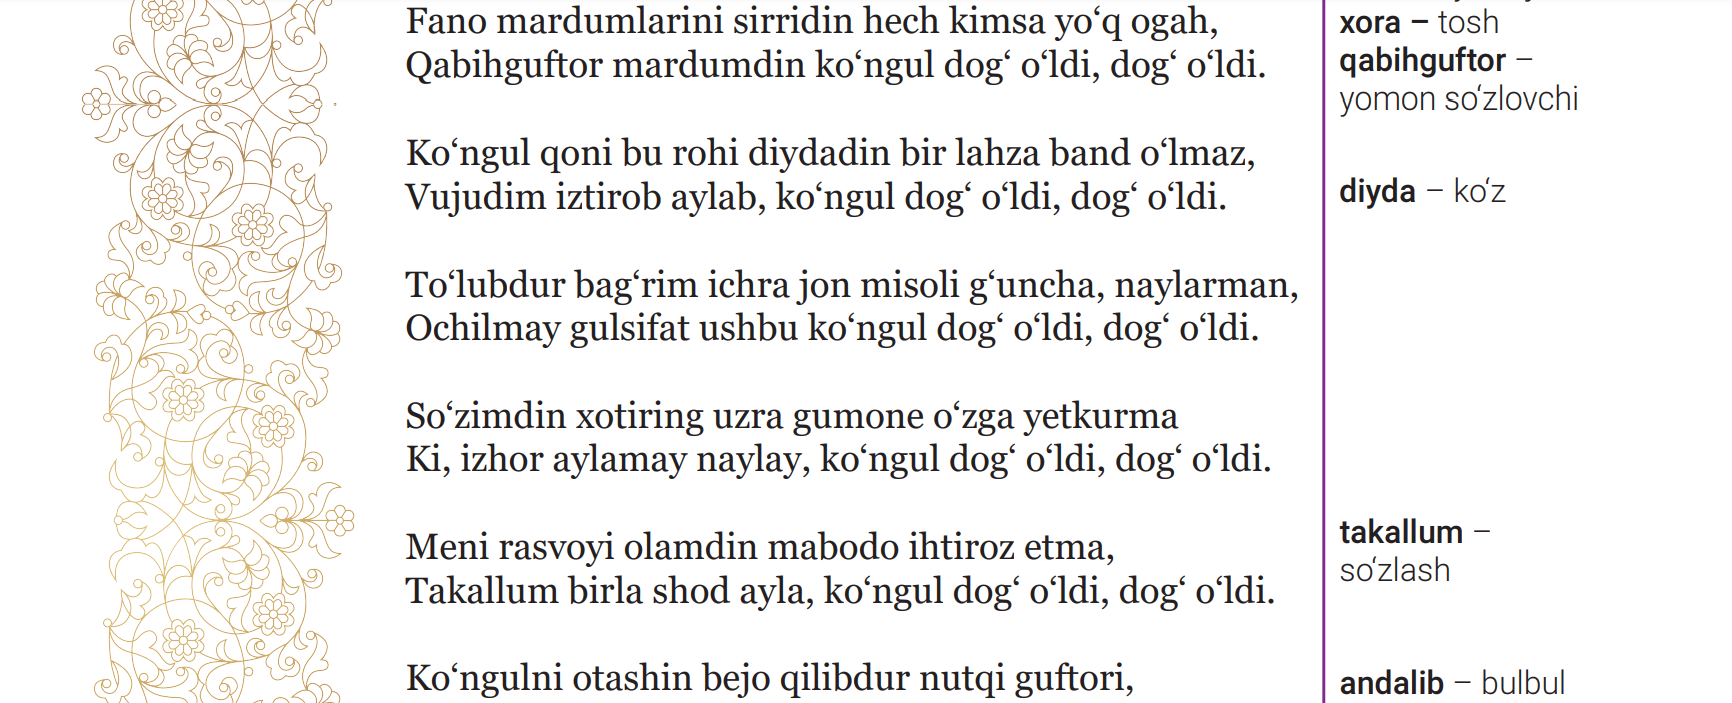 Fano mardumlarini sirridin hech kimsa yo‘q ogah,
Qabihguftor mardumdin ko‘ngul dog‘ o‘ldi, dog‘ o‘ldi.
Ko‘ngul qoni bu rohi diydadin bir lahza band o‘lmaz,
Vujudim iztirob aylab, ko‘ngul dog‘ o‘ldi, dog‘ o‘ldi.
To‘lubdur bag‘rim ichra jon misoli g‘uncha, naylarman,
Ochilmay gulsifat ushbu ko‘ngul dog‘ o‘ldi, dog‘ o‘ldi.
So‘zimdin xotiring uzra gumone o‘zga yetkurma
Ki, izhor aylamay naylay, ko‘ngul dog‘ o‘ldi, dog‘ o‘ldi.
Meni rasvoyi olamdin mabodo ihtiroz etma,
Takallum birla shod ayla, ko‘ngul dog‘ o‘ldi, dog‘ o‘ldi.
Ko‘ngulni otashin bejo qilibdur nutqi guftori,
xora – tosh
qabihguftor –
yomon so‘zlovchi
diyda – ko‘z
takallum –
so‘zlash
andalib – bulbul